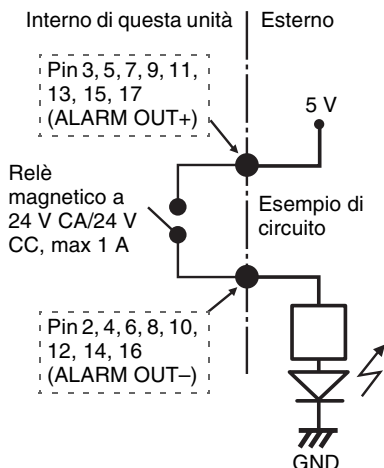 Interno di questa unità
Esterno
Pin 3, 5, 7, 9, 11,
13, 15, 17
(ALARM OUT+)
5 V
Relè
magnetico a
24 V CA/24 V
CC, max 1 A
Esempio di
circuito
Pin 2, 4, 6, 8, 10,
12, 14, 16
(ALARM OUT–)
GND